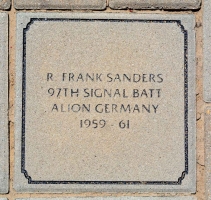 R. FRANK SANDERS
97TH SIGNAL BATT
ALION GERMANY
1959 - 61